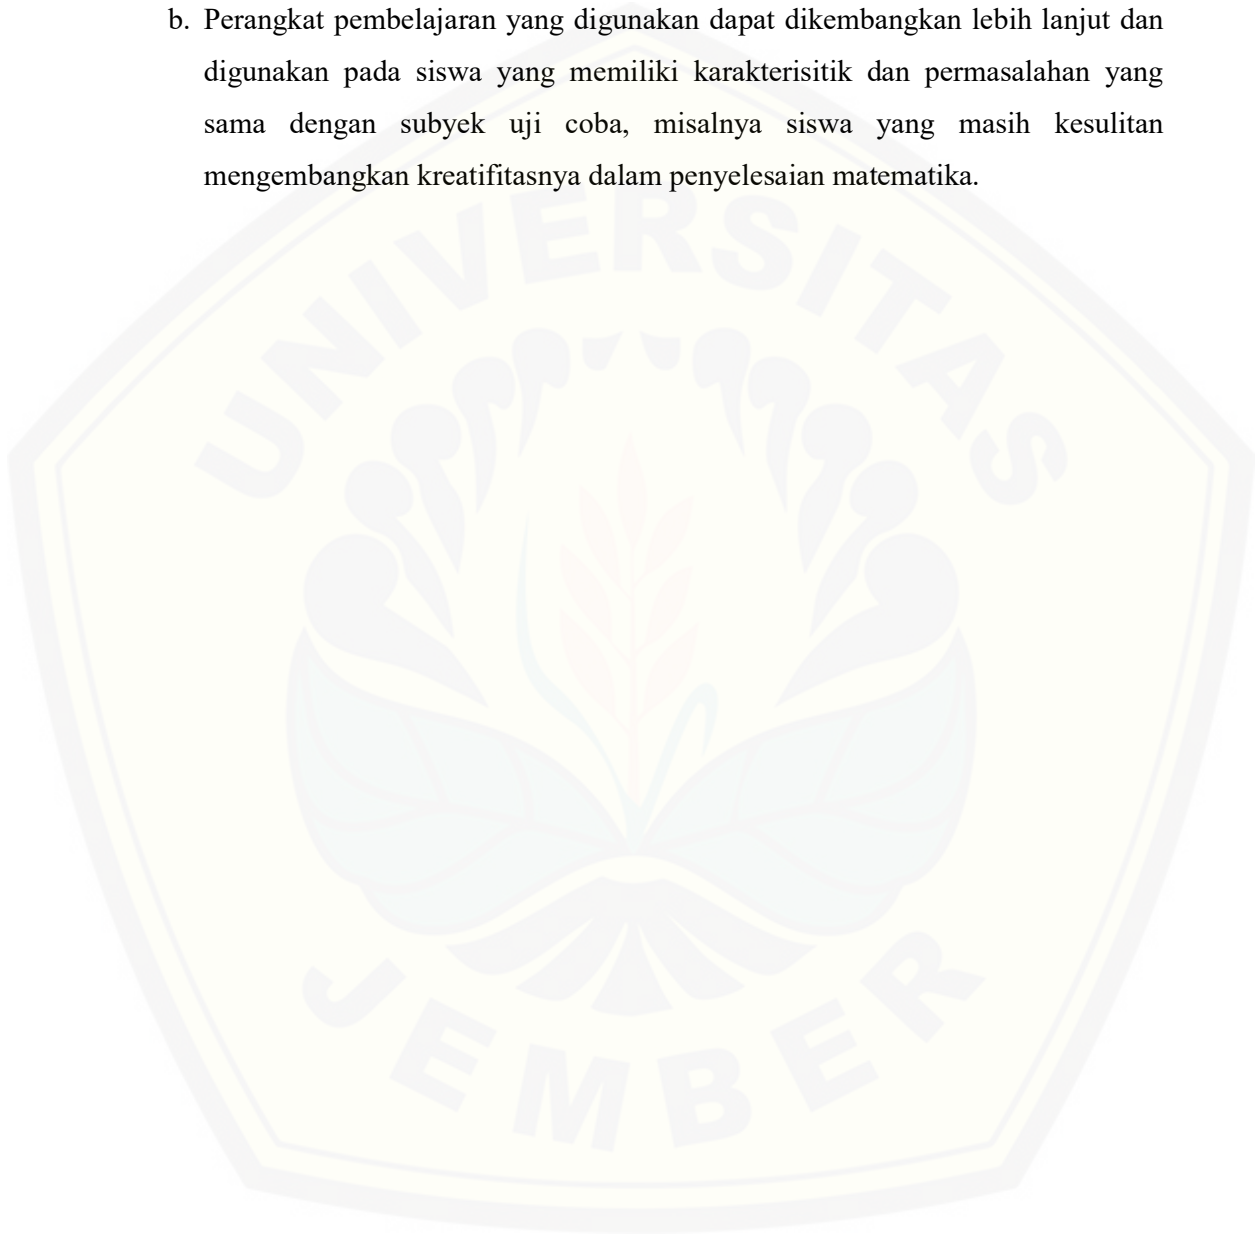 b. Perangkat pembelajaran yang digunakan dapat dikembangkan lebih lanjut dan
digunakan pada siswa yang memiliki karakterisitik dan permasalahan yang
sama dengan subyek uji coba, misalnya siswa yang masih kesulitan
mengembangkan kreatifitasnya dalam penyelesaian matematika.
UNIVERSITAS
JEMBER